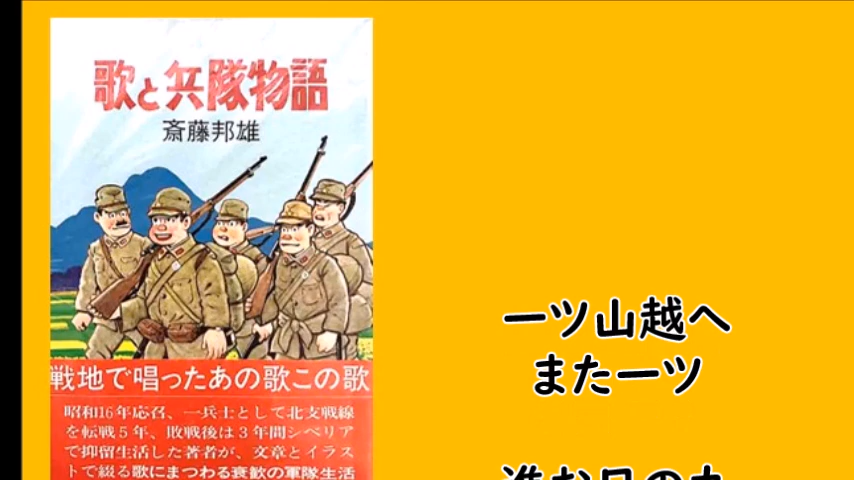 歌と兵隊物語
斎藤邦雄
戦地で唱ったあの歌この歌
昭和16年応召、一兵士として北支戦線
を転戦５年、敗戦後は３年間シベリア
で抑留生活した著者が、文章とイラス
トで綴る歌にまつわる哀歓の軍隊生活
一ツ山越へ
また一ツ
進む日の丸